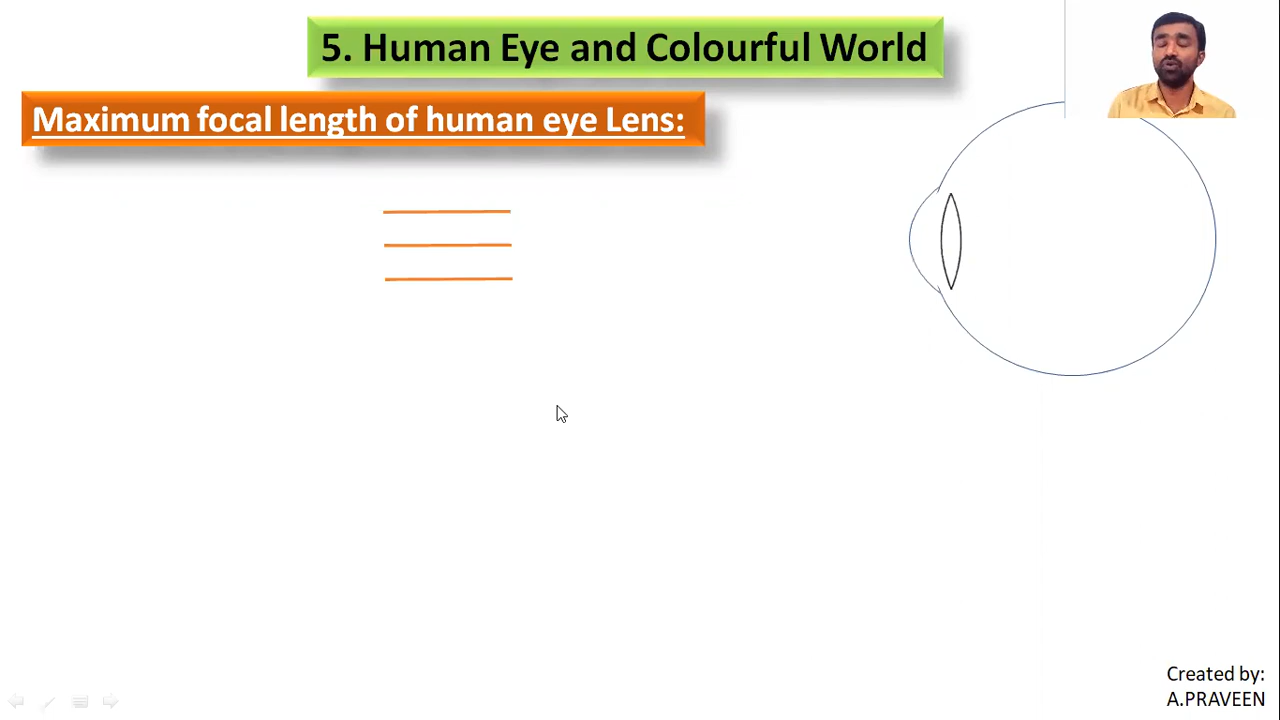 5. Human Eye and Colourful World
Maximum focal length of human eye Lens:
Created by:
A.PRAVEEN